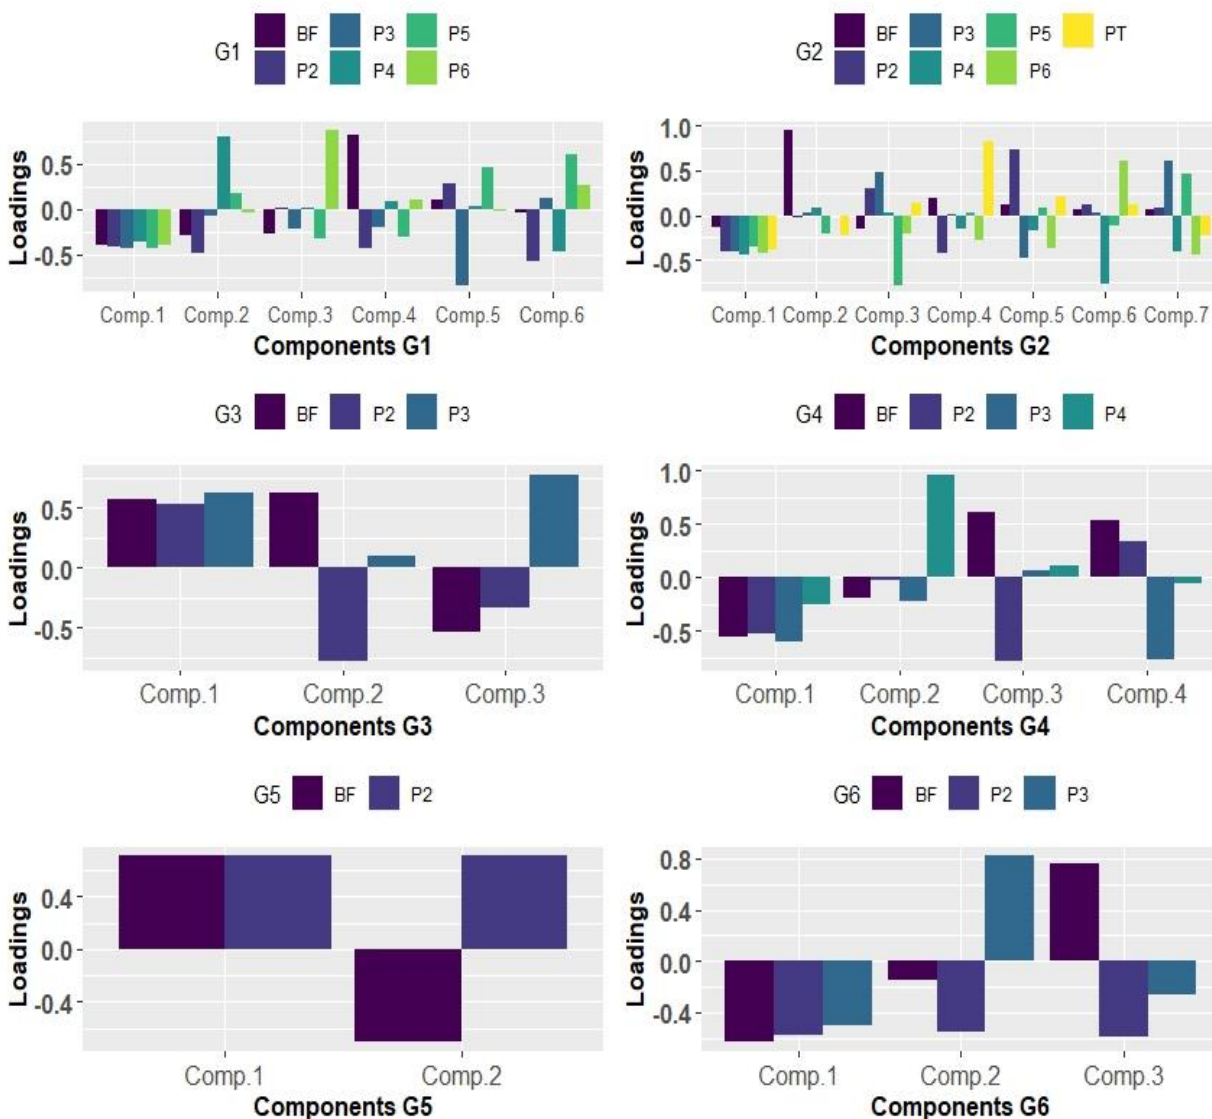 G1 BF P3 P5
P2 P4 P6
Loadings
0.5
0.0
-0.5
Comp.1 Comp.2 Comp.3 Comp.4 Comp.5 Comp.6
Components G1
G2 BF P3 P5 PT
P2 P4 P6
Loadings
1.0
0.5
0.0
-0.5
Comp.1 Comp.2 Comp.3 Comp.4 Comp.5 Comp.6 Comp.7
Components G2
G3 BF P2 P3
Loadings
0.5
0.0
-0.5
Comp.1 Comp.2 Comp.3
Components G3
G4 BF P2 P3 P4
Loadings
1.0
0.5
0.0
-0.5
Comp.1 Comp.2 Comp.3 Comp.4
Components G4
G5 BF P2
Loadings
0.4
0.0
-0.4
Comp.1 Comp.2
Components G5
G6 BF P2 P3
Loadings
0.8
0.4
0.0
-0.4
Comp.1 Comp.2 Comp.3
Components G6